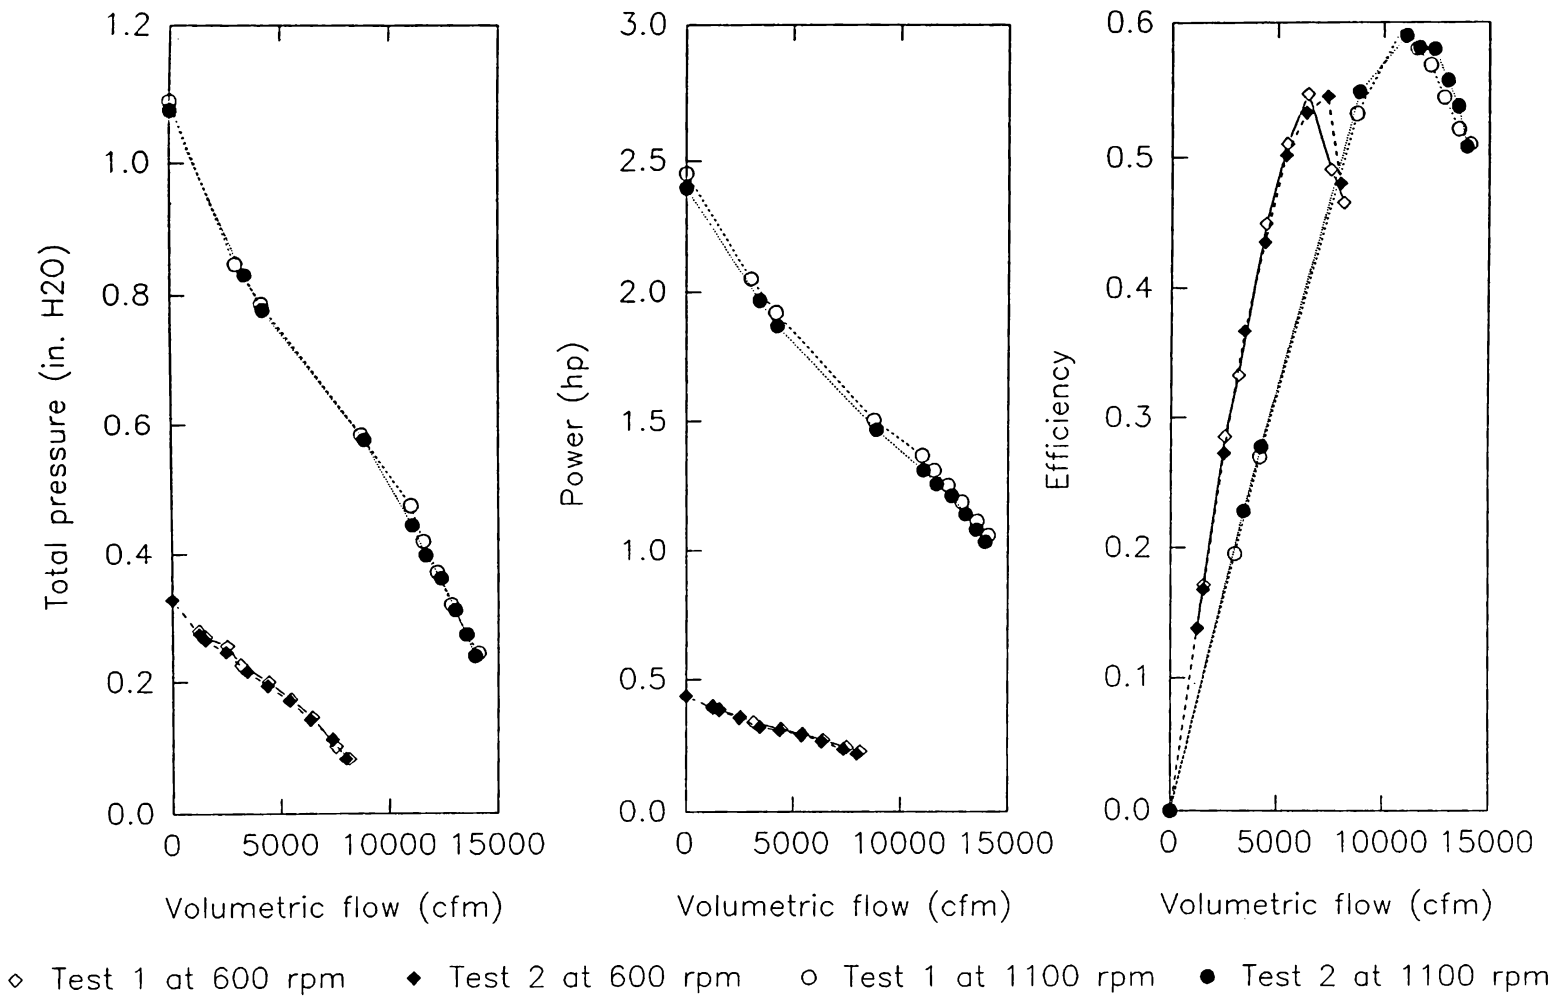 1.2
1.0
0.8
0.6
0.4
0.2
0.0
Total pressure (in. H2O)
0 5000 10000 15000
Volumetric flow (cfm)
3.0
2.5
2.0
1.5
1.0
0.5
0.0
Power (hp)
0 5000 10000 15000
Volumetric flow (cfm)
0.6
0.5
0.4
0.3
0.2
0.1
0.0
Efficiency
0 5000 10000 15000
Volumetric flow (cfm)
Test 1 at 600 rpm Test 2 at 600 rpm Test 1 at 1100 rpm Test 2 at 1100 rpm